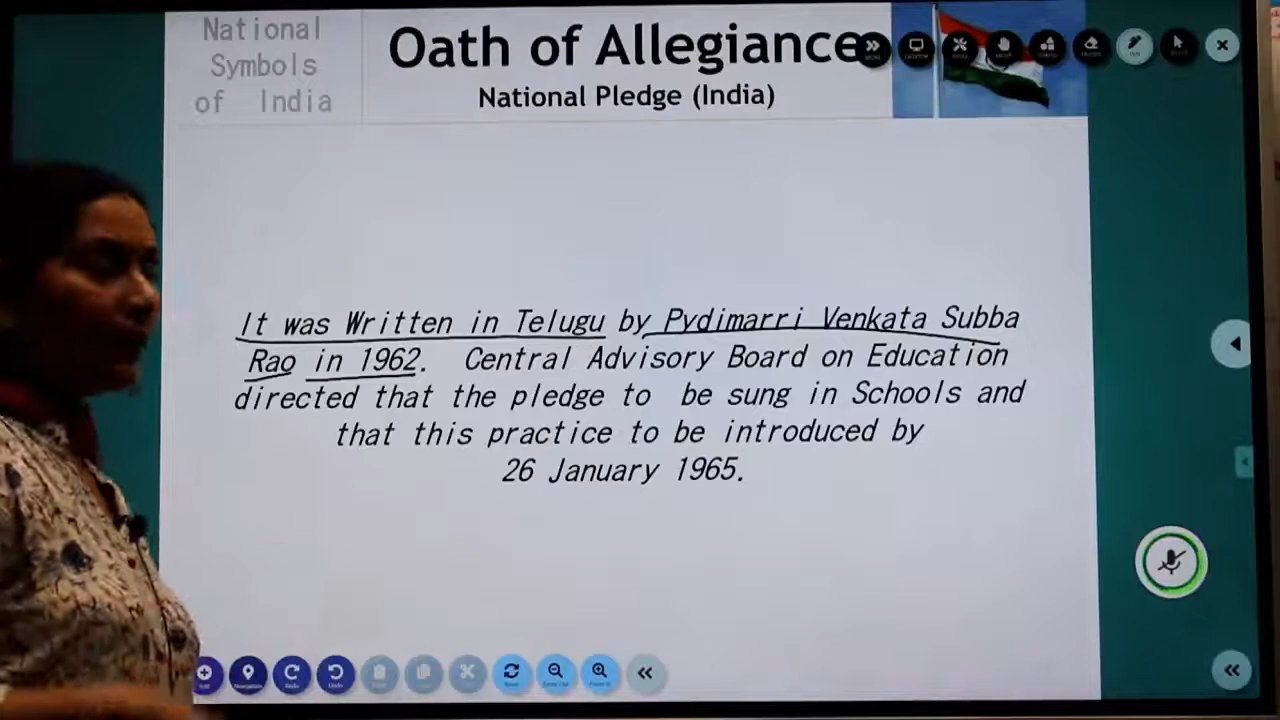 National
Symbols
of India
Oath of Allegiance
National Pledge (India)
It was Written in Telugu by Pydimarri Venkata Subba
Rao in 1962. Central Advisory Board on Education
directed that the pledge to be sung in Schools and
that this practice to be introduced by
26 January 1965.